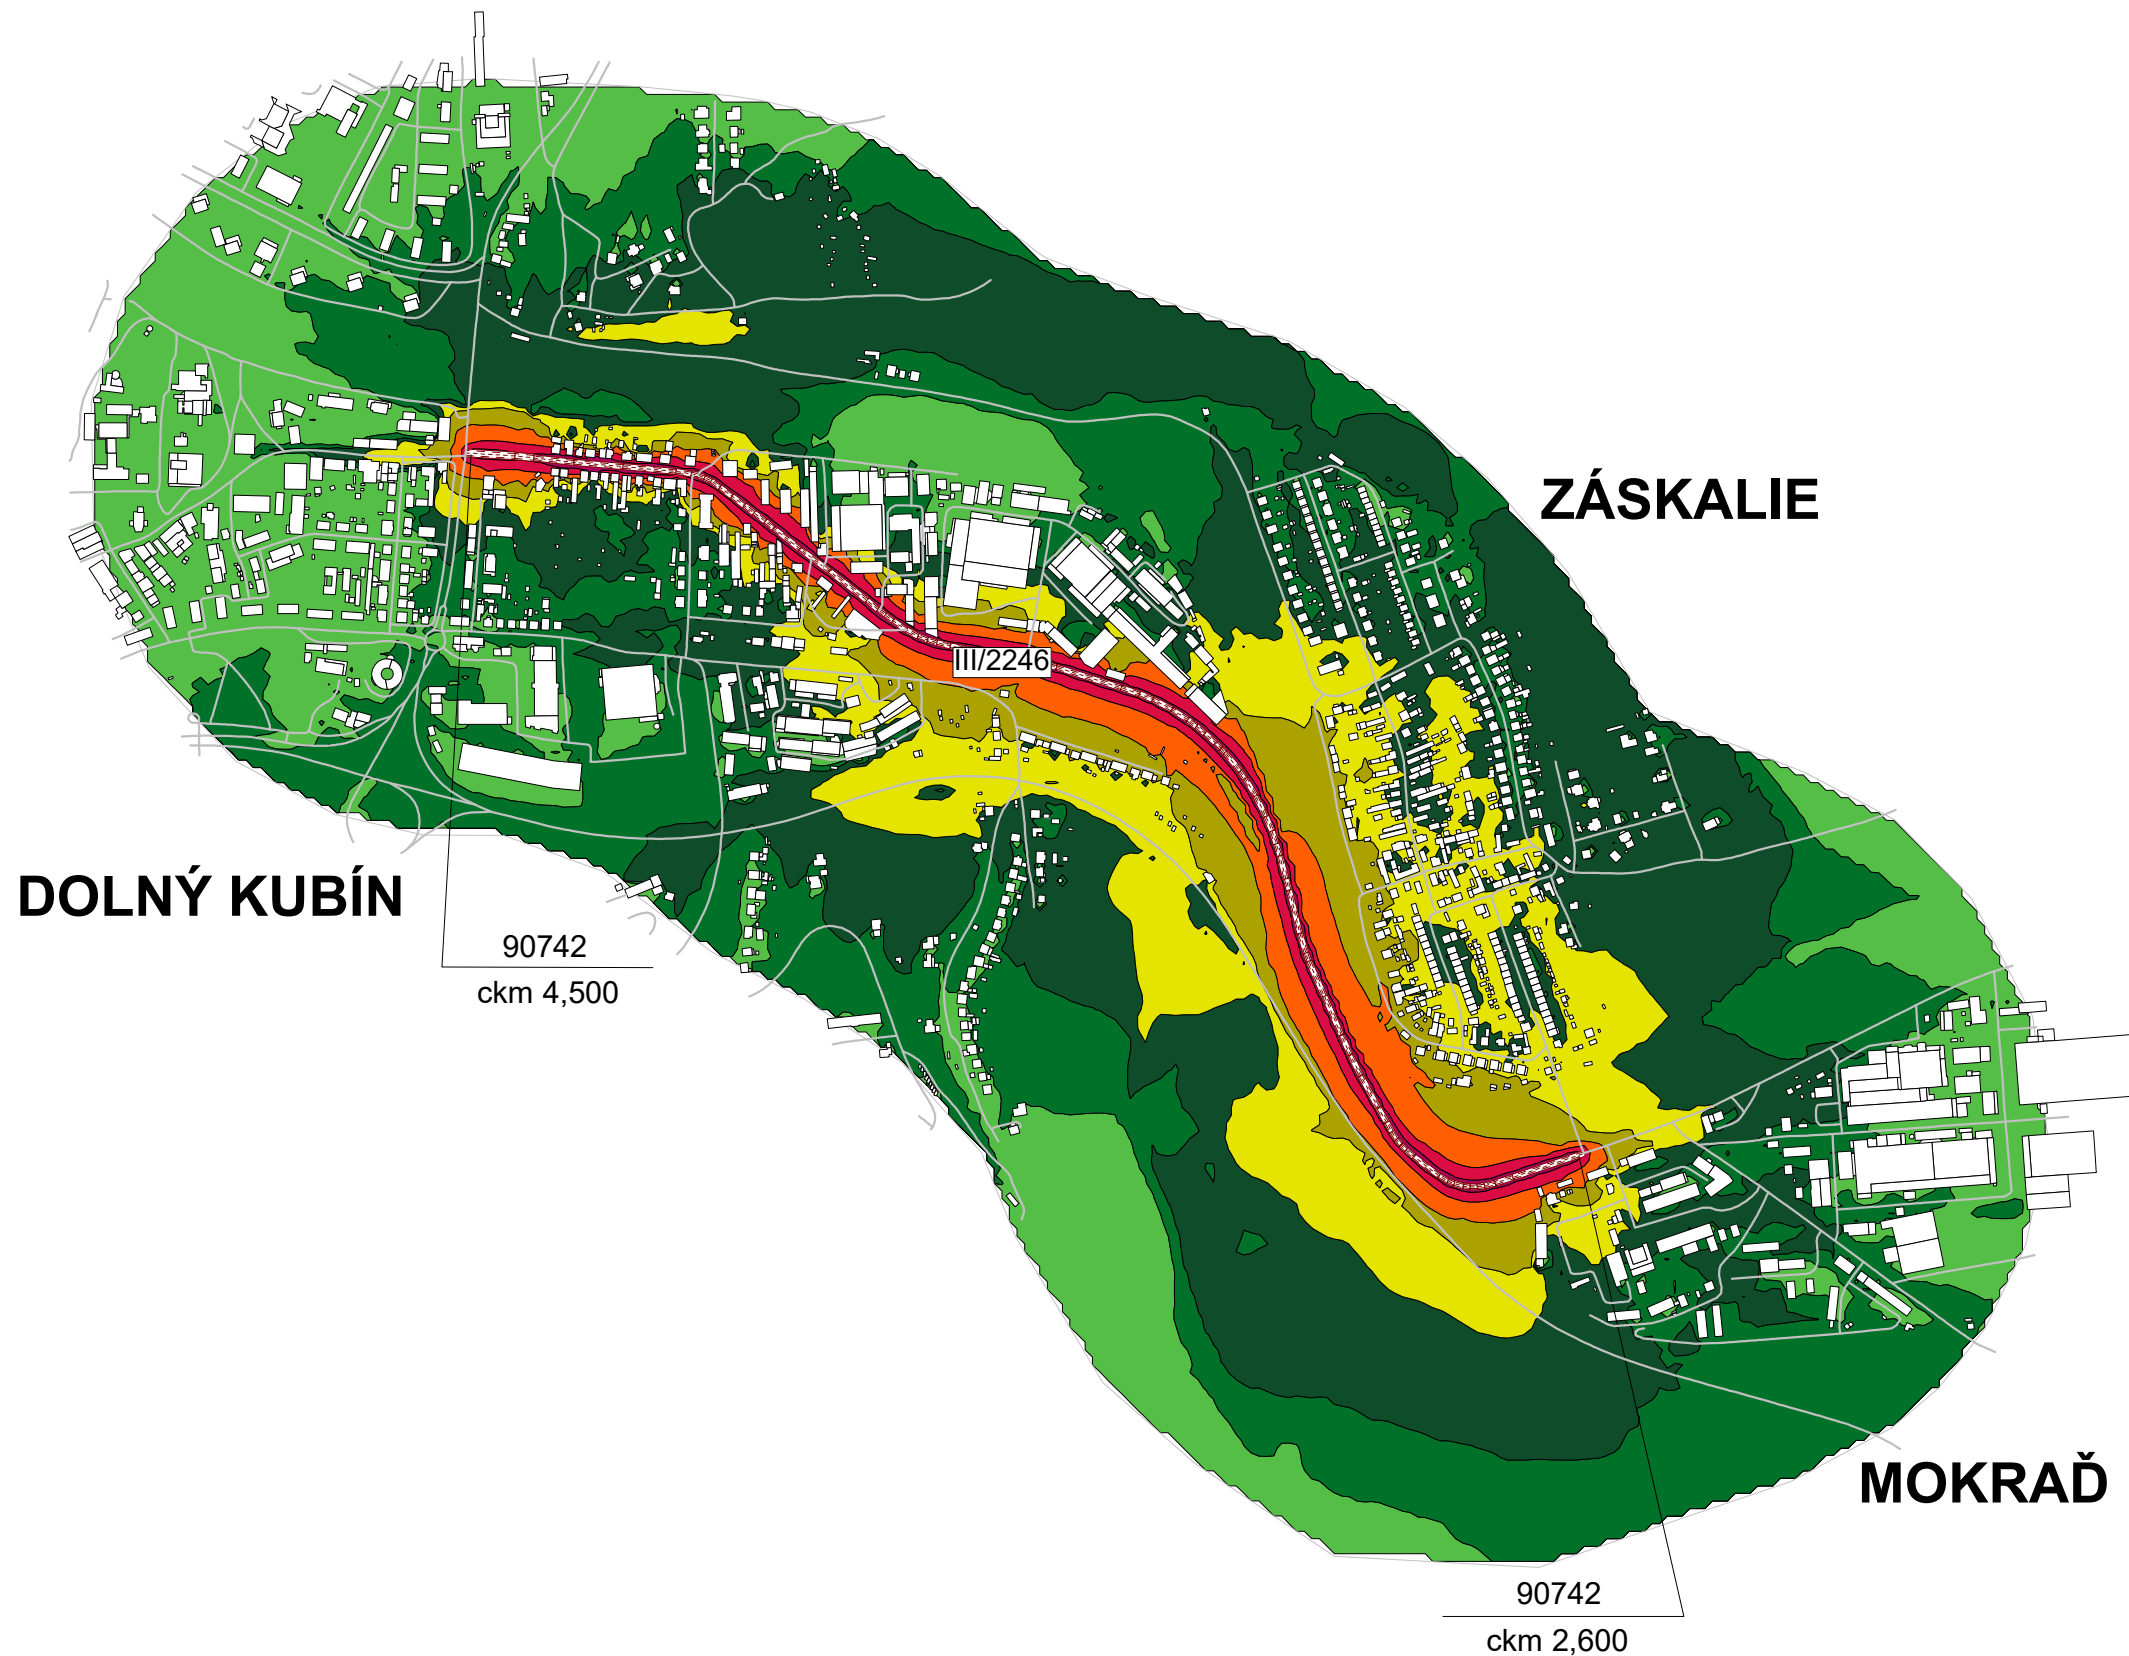 ZÁSKALIE
III/2246
DOLNÝ KUBÍN
90742
ckm 4,500
MOKRAĎ
90742
ckm 2,600